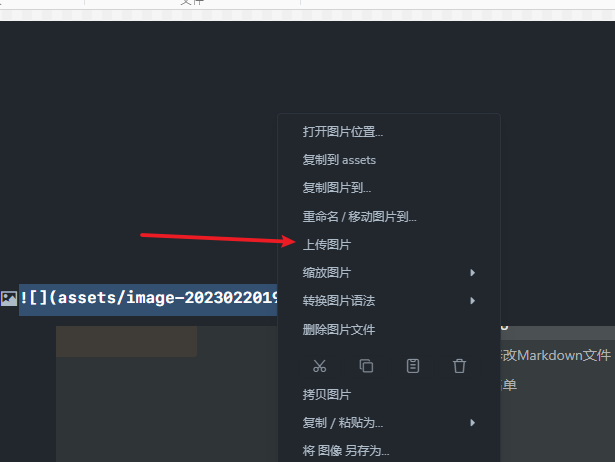 文件
打开图片位置...
复制到 assets
复制图片到...
重命名 / 移动图片到...
上传图片
缩放图片
![](assets/image-2023022019
转换图片语法
删除图片文件
改Markdown文件
单
拷贝图片
复制 / 粘贴为...
将 图像 另存为...